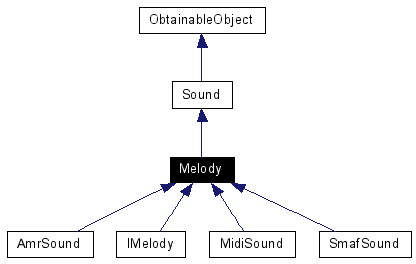 ObtainableObject
Sound
Melody
AmrSound
IMelody
MidiSound
SmafSound